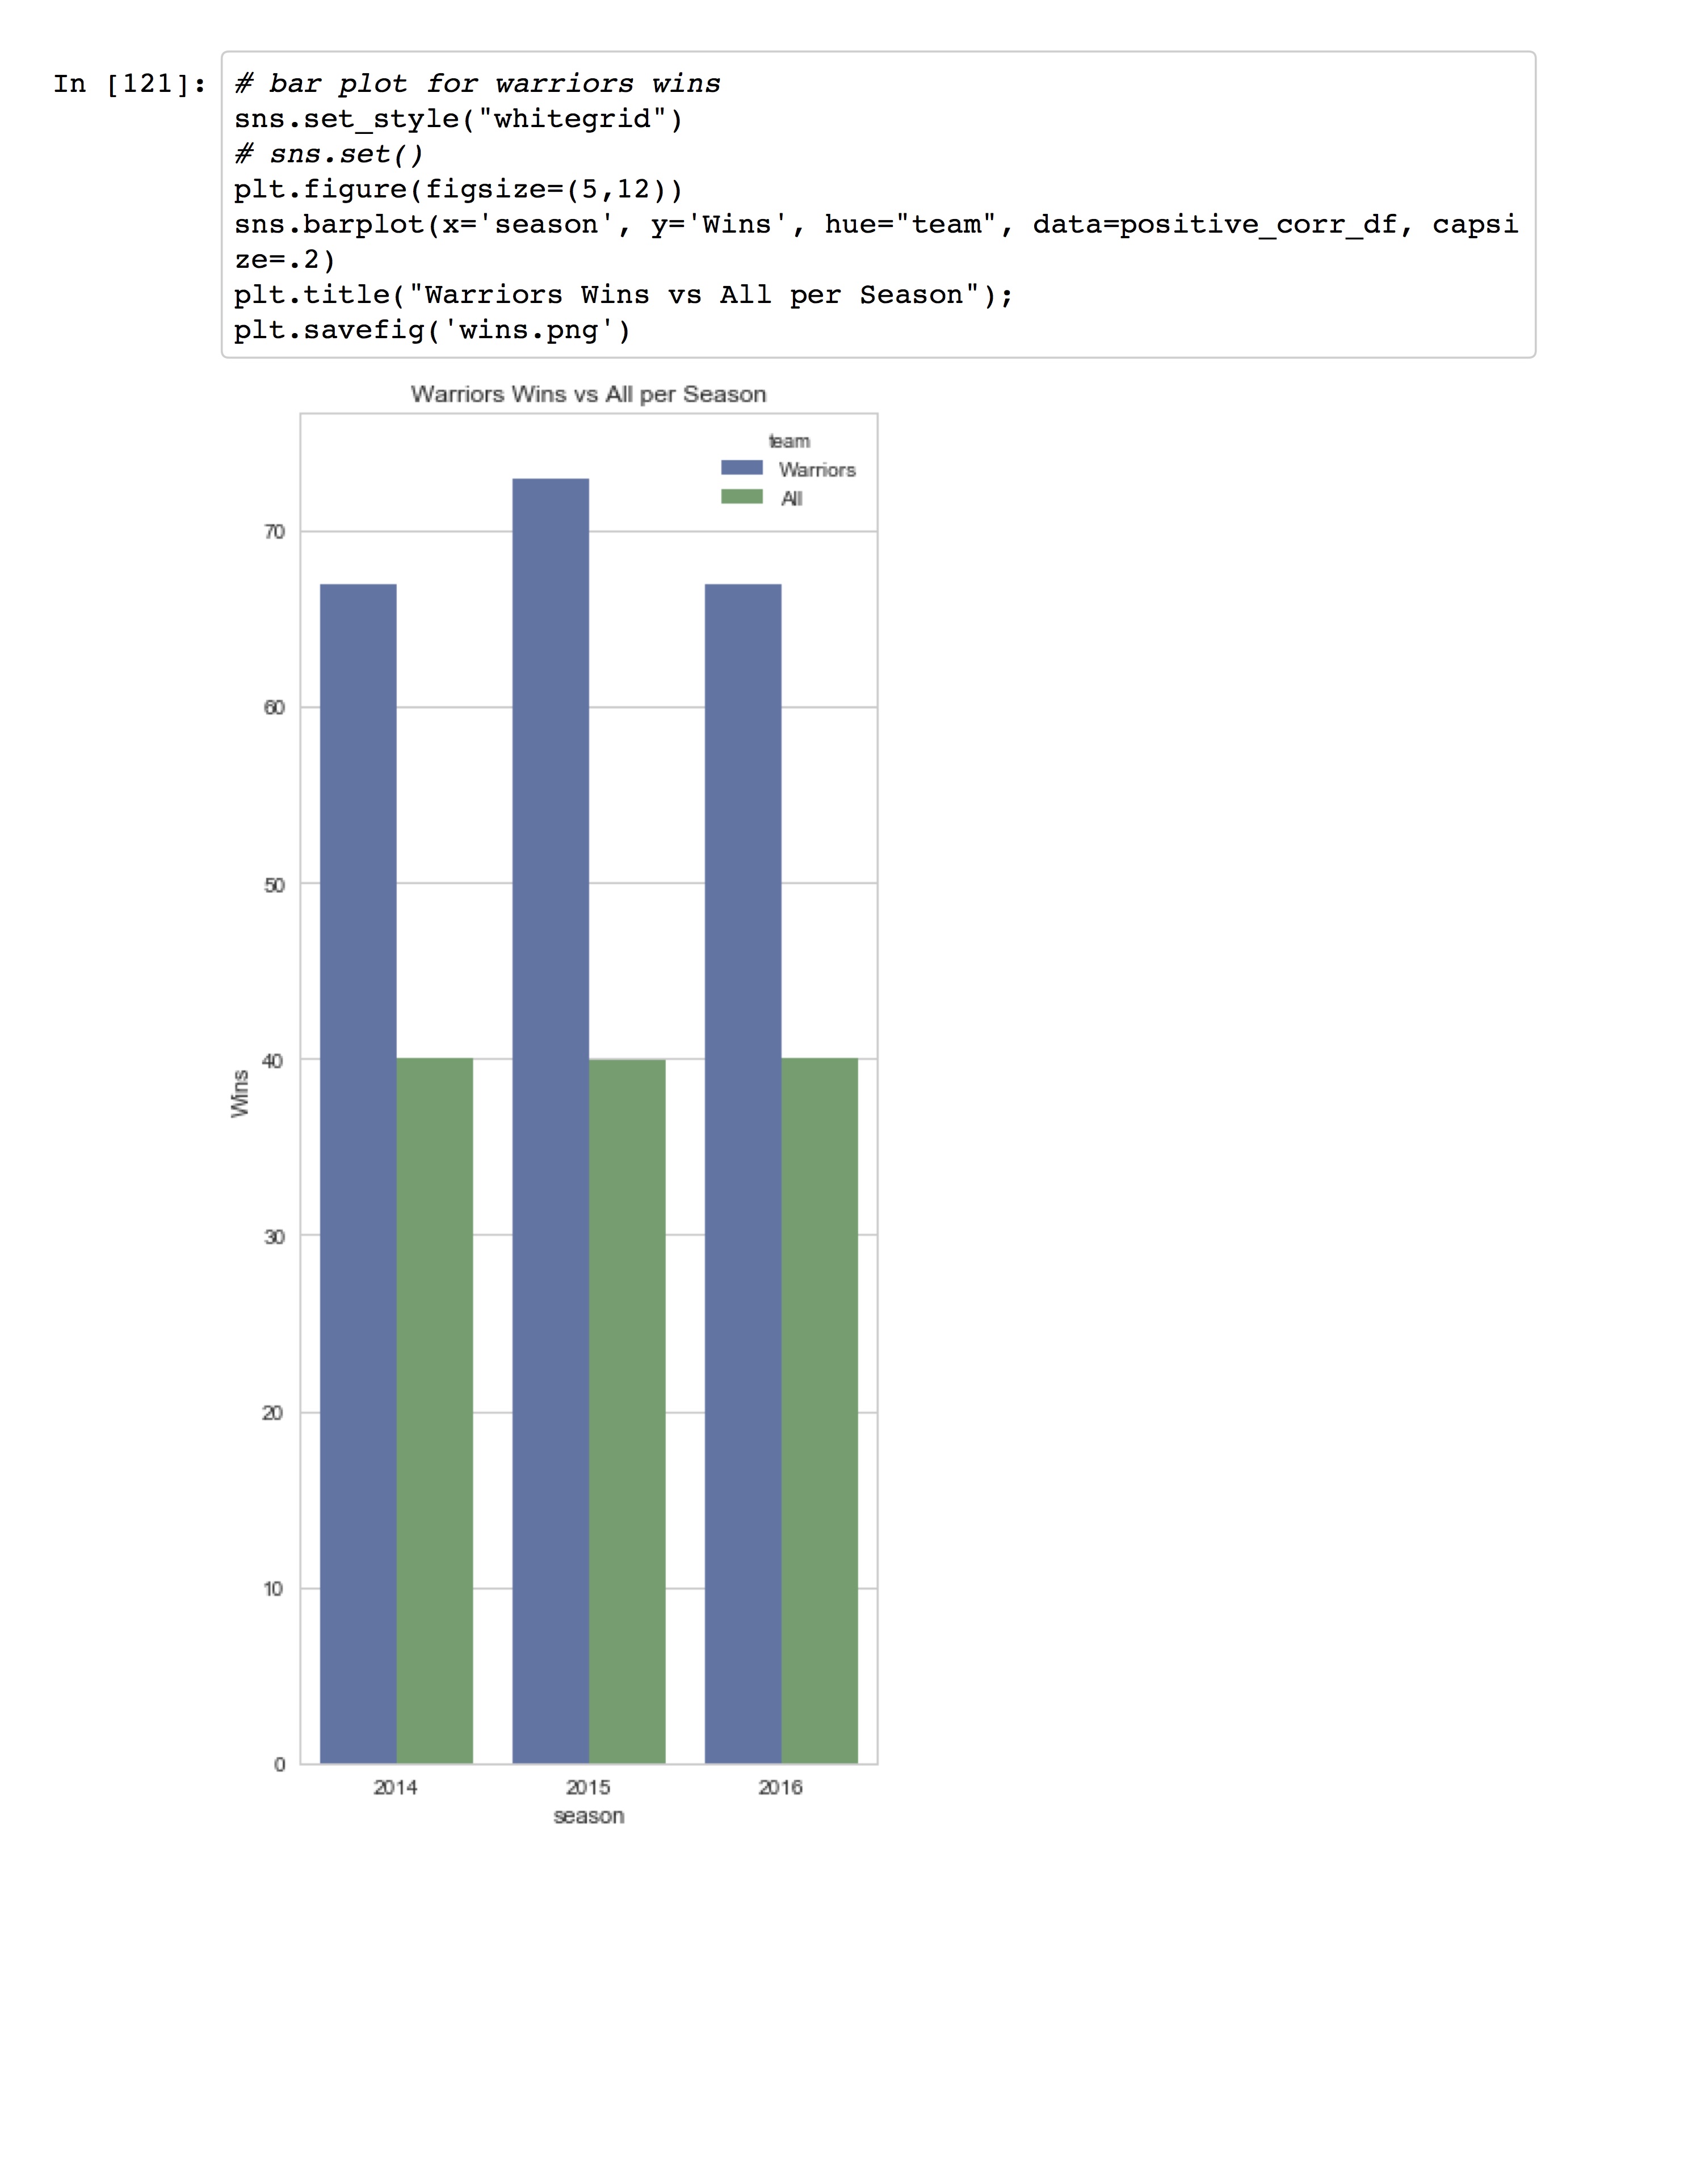 In [121]:
# bar plot for warriors wins
sns.set_style("whitegrid")
# sns.set()
plt.figure(figsize=(5,12))
sns.barplot(x='season', y='Wins', hue="team", data=positive_corr_df, capsi
ze=.2)
plt.title("Warriors Wins vs All per Season");
plt.savefig('wins.png')
Warriors Wins vs All per Season
team
Warriors
All
70
60
50
40
30
20
10
0
Wins
2014 2015 2016
season